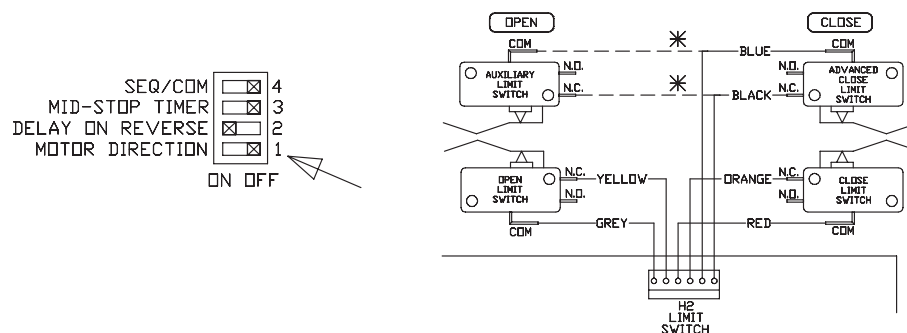 SEQ/COM 4
MID-STOP TIMER 3
DELAY ON REVERSE 2
MOTOR DIRECTION 1
ON OFF
OPEN
CLOSE
COM
BLUE
COM
AUXILIARY
LIMIT
SWITCH
N.O.
N.C.
BLACK
N.O.
N.C.
ADVANCED
CLOSE
LIMIT
SWITCH
OPEN
LIMIT
SWITCH
N.C.
N.O.
YELLOW
ORANGE
N.C.
N.O.
CLOSE
LIMIT
SWITCH
COM
GREY
RED
COM
H2
LIMIT
SWITCH